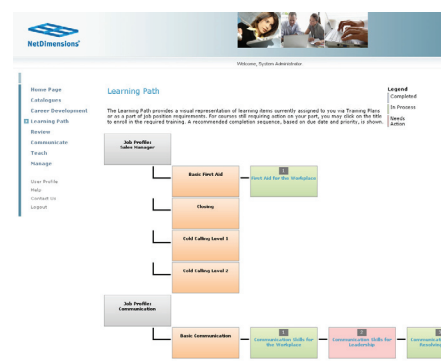 NetDimensions
Welcome, System Administrator
Home Page
Catalogues
Career Development
Learning Path
Review
Communicate
Teach
Manage
User Profile
Help
Contact Us
Logout
Learning Path
The Learning Path provides a visual representation of learning items currently assigned to you via Training Plans
or as a part of job position requirements. For courses still requiring action on your part, you may click on the title
to enroll in the required training. A recommended completion sequence, based on due date and priority, is shown.
Legend
Completed
In Process
Needs
Action
Job Profile:
Sales Manager
Basic First Aid
1
First Aid for the Workplace
Closing
Cold Calling Level 1
Cold Calling Level 2
Job Profile:
Communication
Basic Communication
1
Communication Skills for
the Workplace
2
Communication Skills for
Leadership